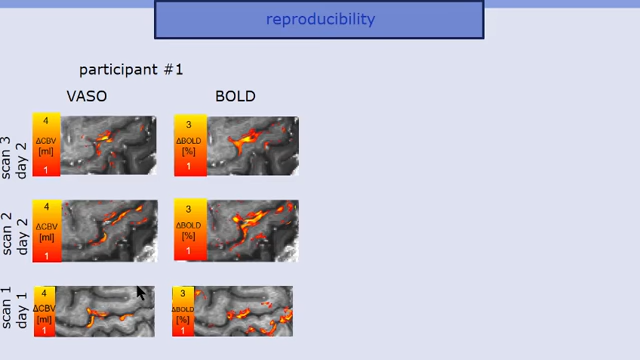 reproducibility
participant #1
VASO BOLD
scan 3
day 2
4
ΔCBV
[ml]
1
3
ΔBOLD
[%]
1
scan 2
day 2
4
ΔCBV
[ml]
1
3
ΔBOLD
[%]
1
scan 1
day 1
4
ΔCBV
[ml]
1
3
ΔBOLD
[%]
1